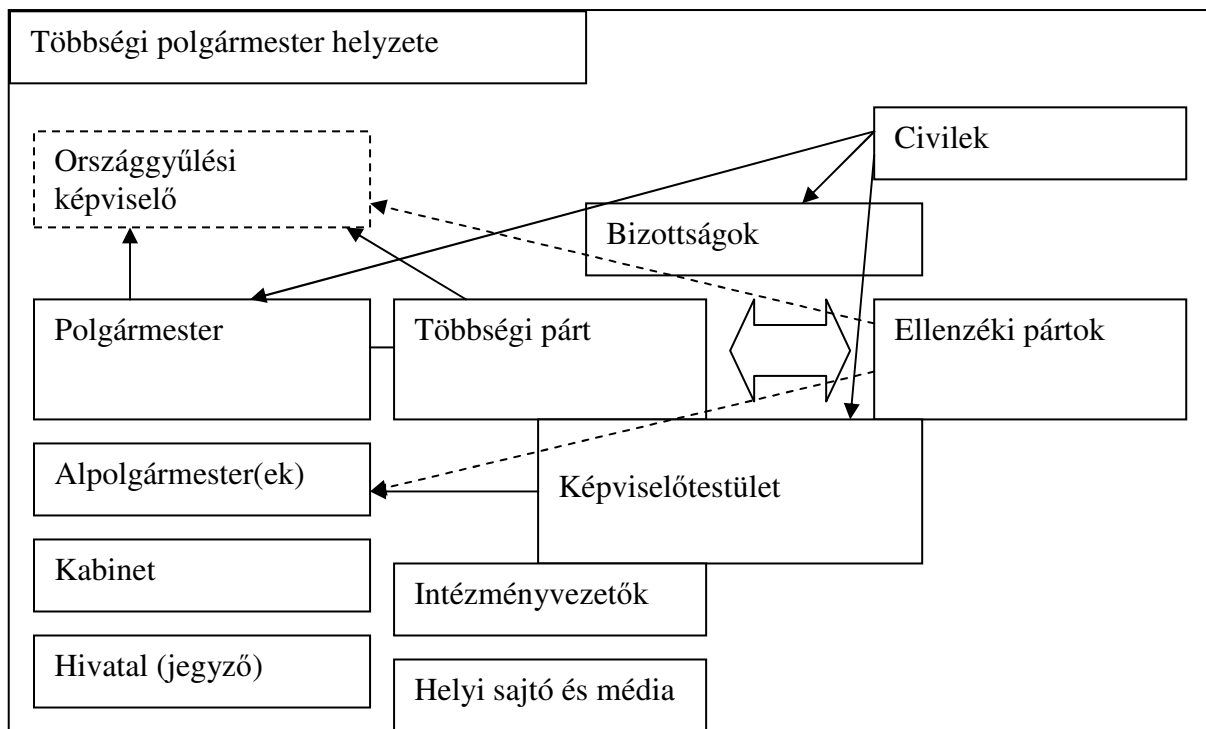 Többségi polgármester helyzete
Országgyűlési
képviselő
Civilek
Bizottságok
Polgármester
Többségi párt
Ellenzéki pártok
Alpolgármester(ek)
Képviselőtestület
Kabinet
Intézményvezetők
Hivatal (jegyző)
Helyi sajtó és média